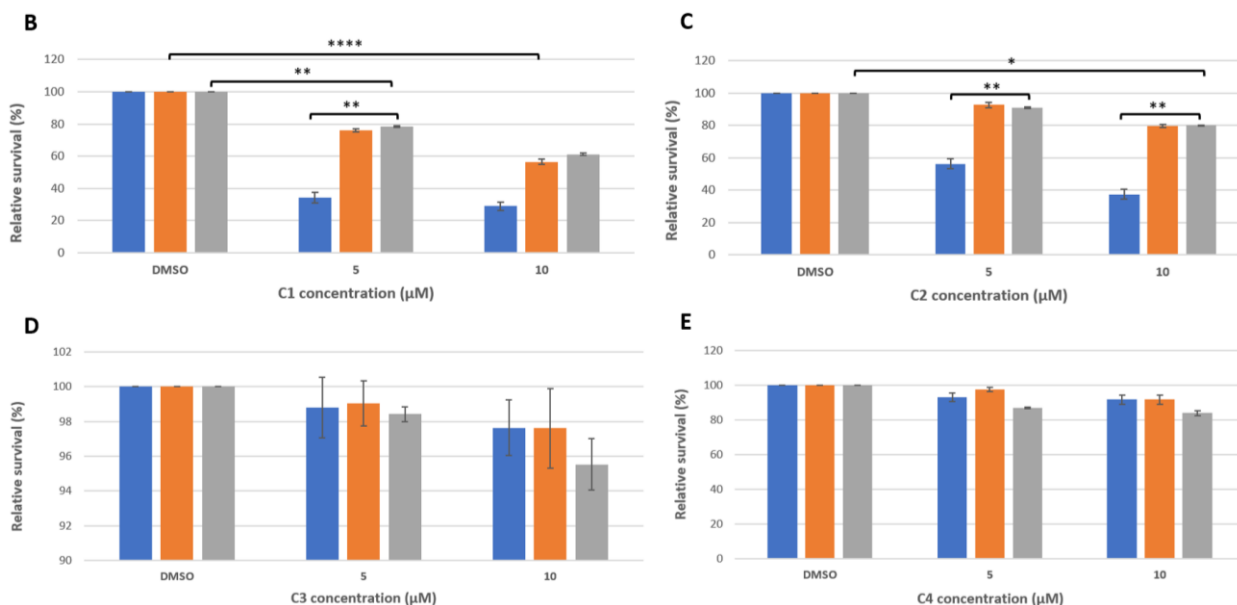 B
****
**
**
120
100
80
60
40
20
0
Relative survival (%)
DMSO 5 10
C1 concentration (µM)
C
*
**
**
120
100
80
60
40
20
0
Relative survival (%)
DMSO 5 10
C2 concentration (µM)
D
102
100
98
96
94
92
90
Relative survival (%)
DMSO 5 10
C3 concentration (µM)
E
120
100
80
60
40
20
0
Relative survival (%)
DMSO 5 10
C4 concentration (µM)